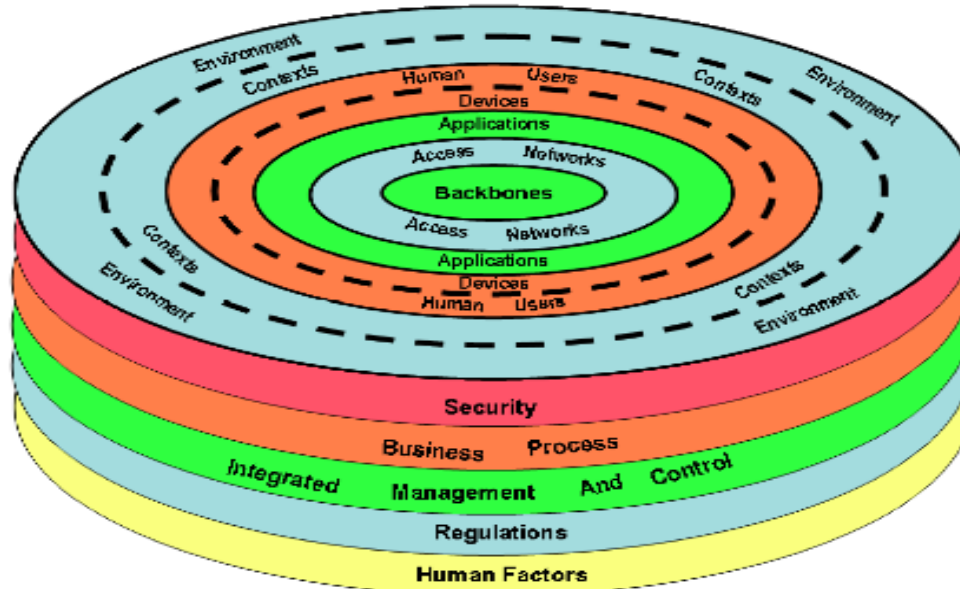 Environment
Environment
Contexts
Contexts
Human Users
Devices
Applications
Access Networks
Backbones
Access Networks
Applications
Devices
Human Users
Contexts
Contexts
Environment
Environment
Security
Business Process
Integrated Management And Control
Regulations
Human Factors